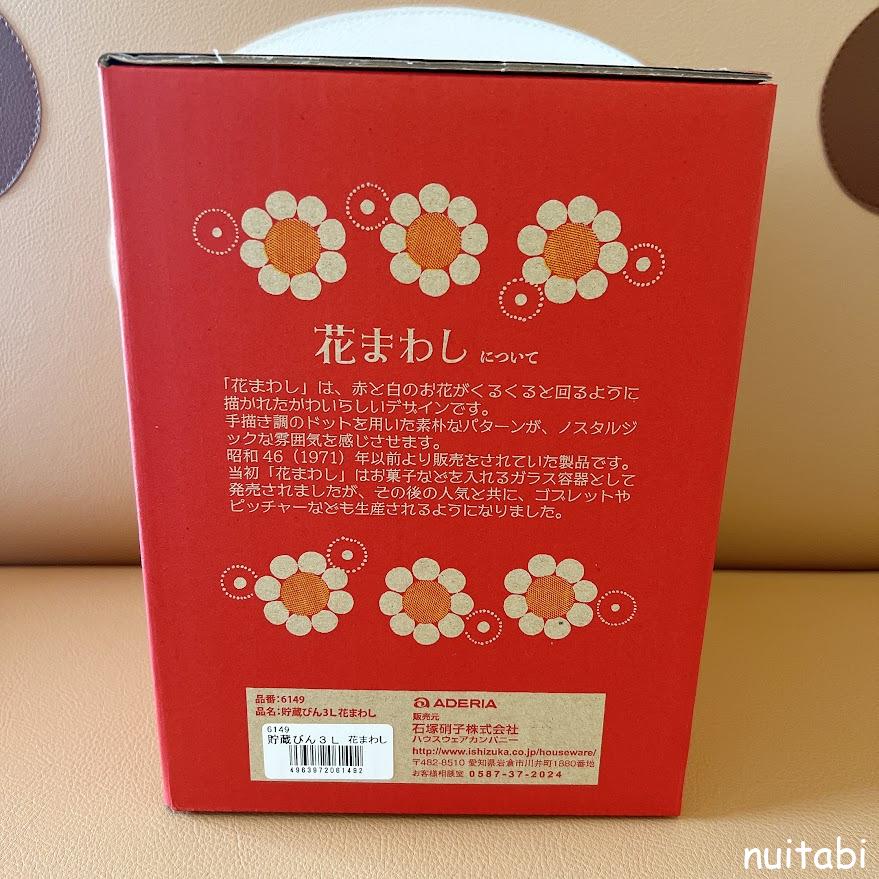 花まわし について
「花まわし」は、赤と白のお花がくるくると回るように
描かれたかわいらしいデザインです。
手描き調のドットを用いた素朴なパターンが、ノスタルジ
ックな雰囲気を感じさせます。
昭和 46（1971）年以前より販売をされていた製品です。
当初「花まわし」はお菓子などを入れるガラス容器として
発売されましたが、その後の人気と共に、ゴブレットや
ピッチャーなども生産されるようになりました。
品番：6149
品名：貯蔵びん3L花まわし
6149
貯蔵びん３Ｌ 花まわし
4963972061492
ADERIA
販売元
石塚硝子株式会社
ハウスウェアカンパニー
http://www.ishizuka.co.jp/houseware/
〒482-8510 愛知県岩倉市川井町1880番地
お客様相談室 0587-37-2024
nuitabi